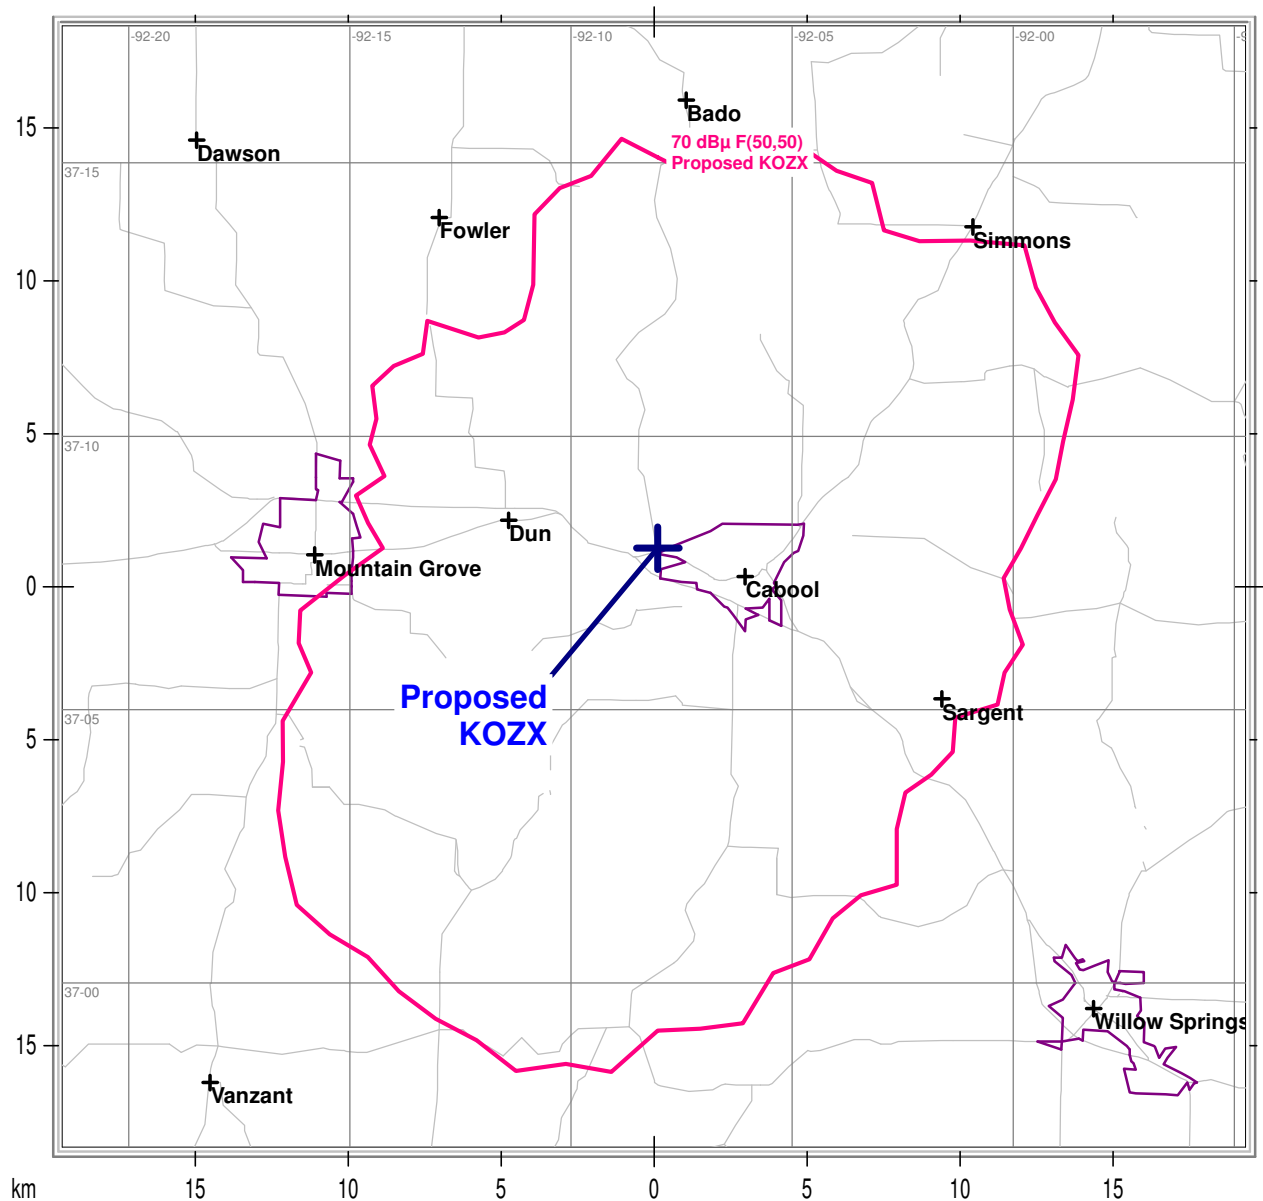 -92-20
-92-15
-92-10
-92-05
-92-00
Bado
15
70 dBµ F(50,50)
Proposed KOZX
Dawson
37-15
Fowler
Simmons
10
5
37-10
Dun
Mountain Grove
0
Cabool
Proposed
KOZX
37-05
Sargent
5
10
37-00
Willow Springs
15
Vanzant
km
15
10
5
0
5
10
15